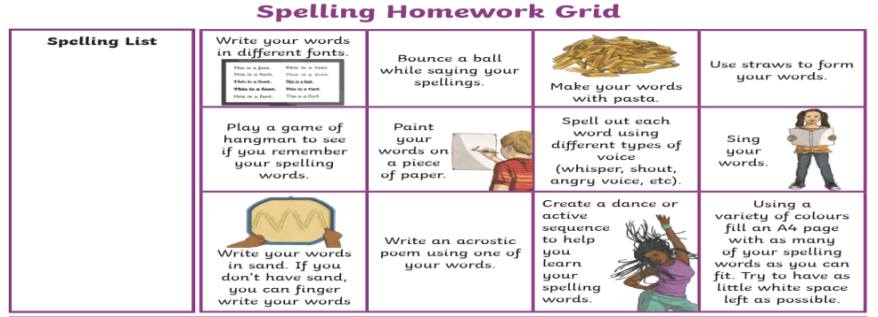 Spelling Homework Grid
Spelling List
Write your words
in different fonts.
This is a font. This is a font.
This is a font.
This is a font. This is a font.
This is a font. This is a font.
This is a font. This is a font.
Bounce a ball
while saying your
spellings.
Make your words
with pasta.
Use straws to form
your words.
Play a game of
hangman to see
if you remember
your spelling
words.
Paint
your
words on
a piece
of paper.
Spell out each
word using
different types of
voice
(whisper, shout,
angry voice, etc).
Sing
your
words.
Write your words
in sand. If you
don't have sand,
you can finger
write your words
Write an acrostic
poem using one of
your words.
Create a dance or
active
sequence
to help
you
learn
your
spelling
words.
Using a
variety of colours
fill an A4 page
with as many
of your spelling
words as you can
fit. Try to have as
little white space
left as possible.